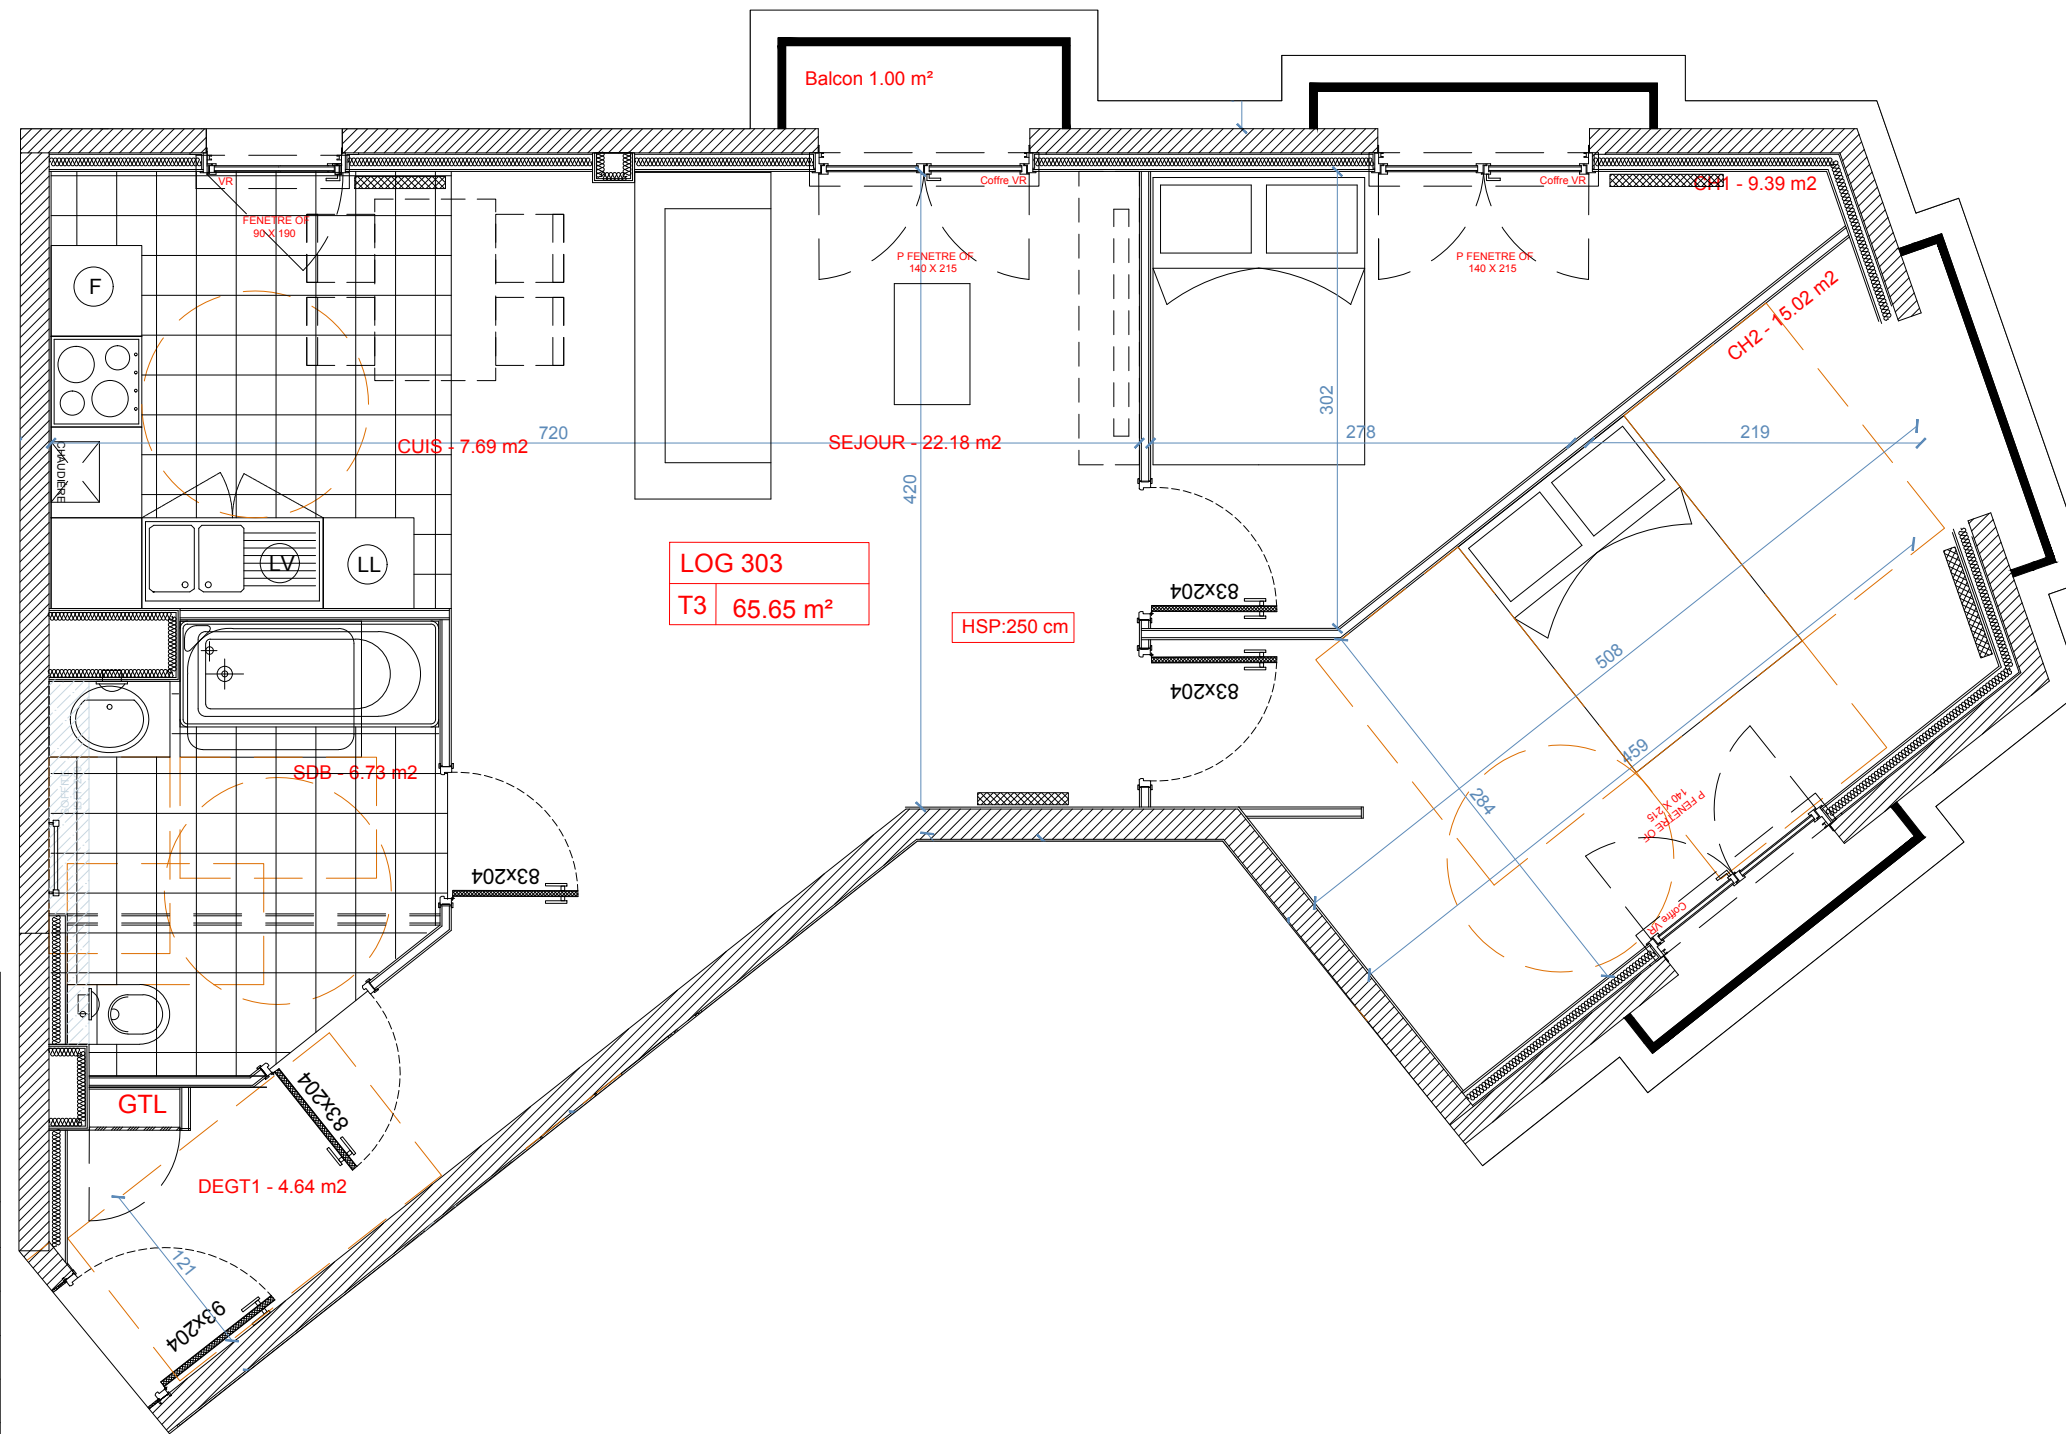 Balcon 1.00 m²
VR
Coffre VR
Coffre VR
CH1 - 9.39 m2
FENETRE OF
90 X 190
P FENETRE OF
140 X 215
P FENETRE OF
140 X 215
F
CH2 - 15.02 m2
302
720
278
219
CUIS - 7.69 m2
SEJOUR - 22.18 m2
CHAUDIERE
420
LOG 303
T3
65.65 m²
LV
LL
83x204
HSP:250 cm
83x204
508
459
284
SDB - 6.73 m2
P FENETRE OF
140 X 215
83x204
Coffre VR
GTL
83x204
DEGT1 - 4.64 m2
121
93x204